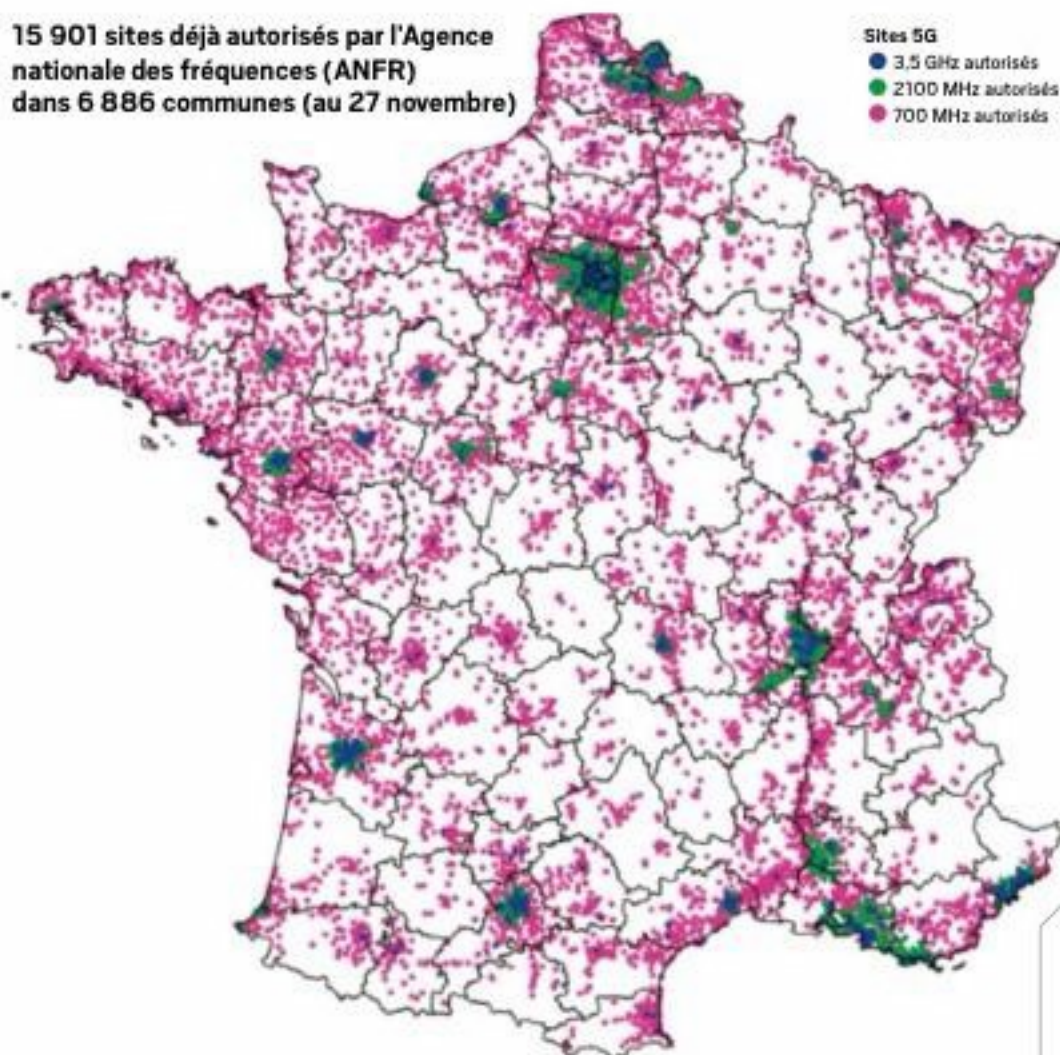 15 901 sites déjà autorisés par l'Agence
nationale des fréquences (ANFR)
dans 6 886 communes (au 27 novembre)
Sites 5G
3,5 GHz autorisés
2100 MHz autorisés
700 MHz autorisés